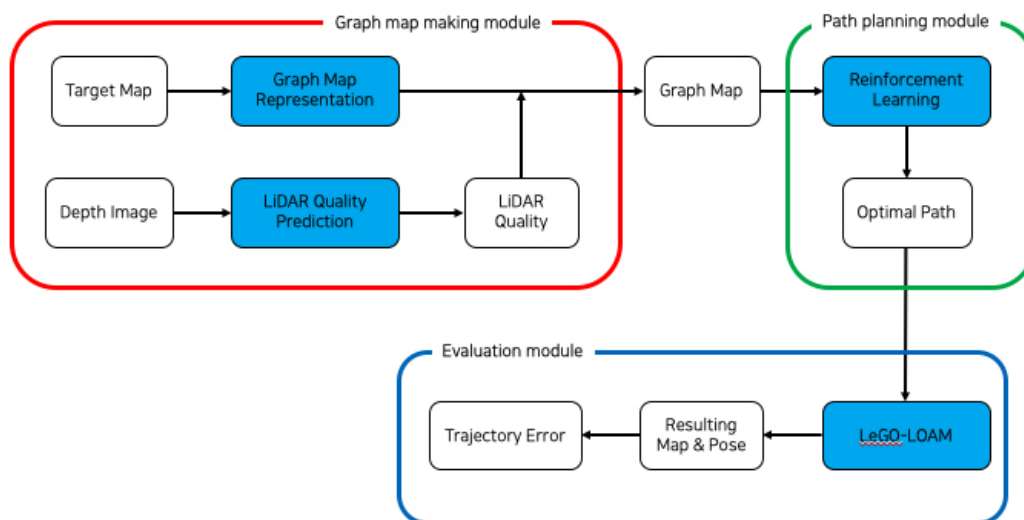 Graph map making module
Path planning module
Target Map
Graph Map
Representation
Graph Map
Reinforcement
Learning
Depth Image
LiDAR Quality
Prediction
LiDAR
Quality
Optimal Path
Evaluation module
Trajectory Error
Resulting
Map & Pose
LeGO-LOAM